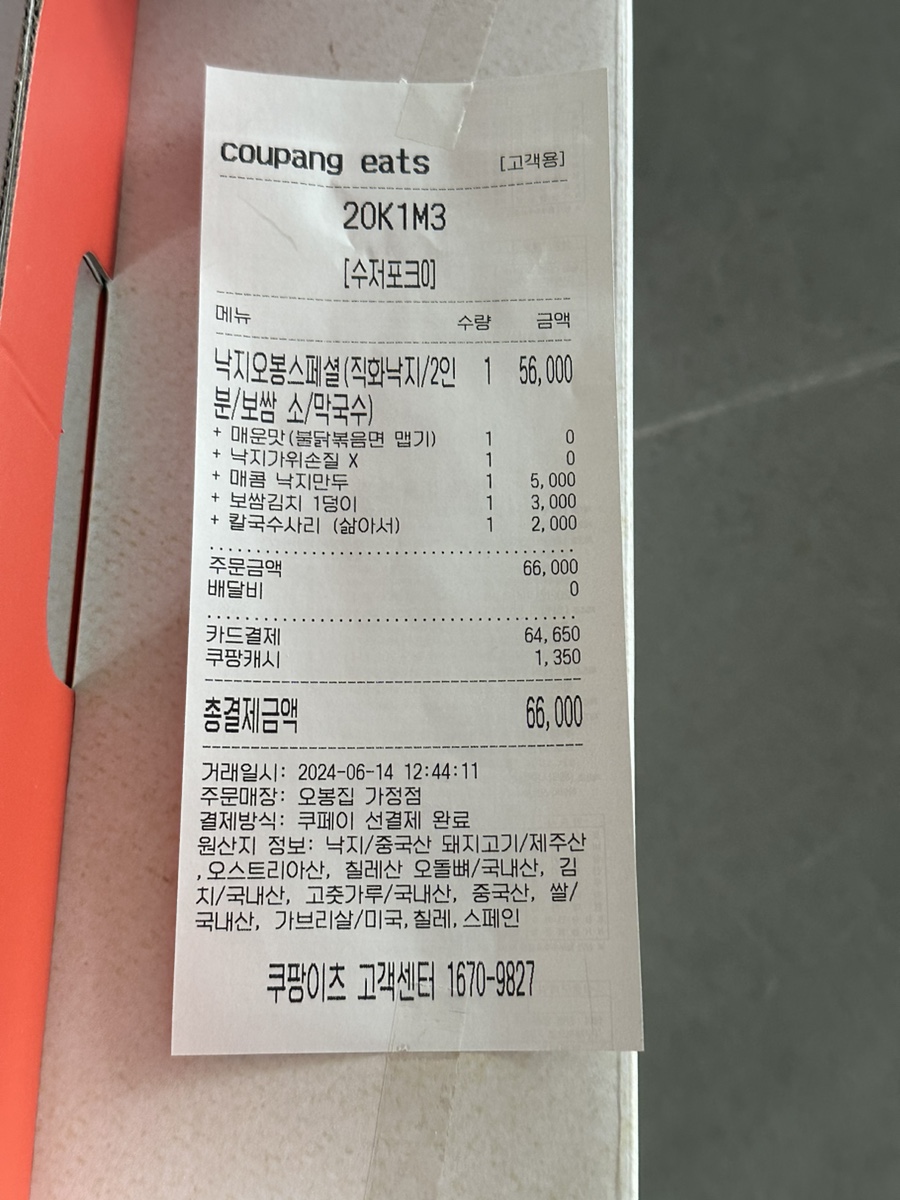 coupang eats [고객용]
20K1M3
[수저포크0]
메뉴 수량 금액
낙지오봉스페셜(직화낙지/2인 1 56,000
분/보쌈 소/막국수)
+ 매운맛(불닭볶음면 맵기) 1 0
+ 낙지가위손질 X 1 0
+ 매콤 낙지만두 1 5,000
+ 보쌈김치 1덩이 1 3,000
+ 칼국수사리 (삶아서) 1 2,000
주문금액 66,000
배달비 0
카드결제 64,650
쿠팡캐시 1,350
총결제금액 66,000
거래일시: 2024-06-14 12:44:11
주문매장: 오봉집 가정점
결제방식: 쿠페이 선결제 완료
원산지 정보: 낙지/중국산 돼지고기/제주산
,오스트리아산, 칠레산 오돌뼈/국내산, 김
치/국내산, 고춧가루/국내산, 중국산, 쌀/
국내산, 가브리살/미국,칠레,스페인
쿠팡이츠 고객센터 1670-9827